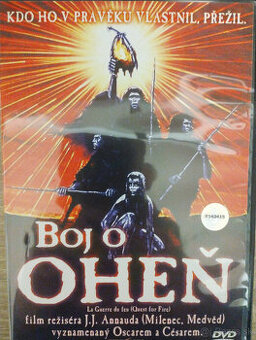 KDO HO V PRAVĚKU VLASTNIL, PŘEŽIL.
BOJ O
OHEŇ
La Guerre du feu (Quest for Fire)
film režiséra J.J. Annauda (Milenec, Medvěd)
vyznamenaný Oscarem a Césarem.
DVD